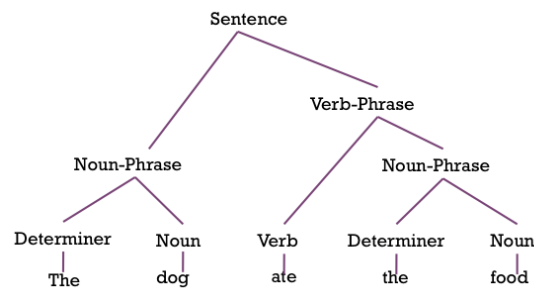 Sentence
Verb-Phrase
Noun-Phrase Noun-Phrase
Determiner Noun Verb Determiner Noun
The dog ate the food